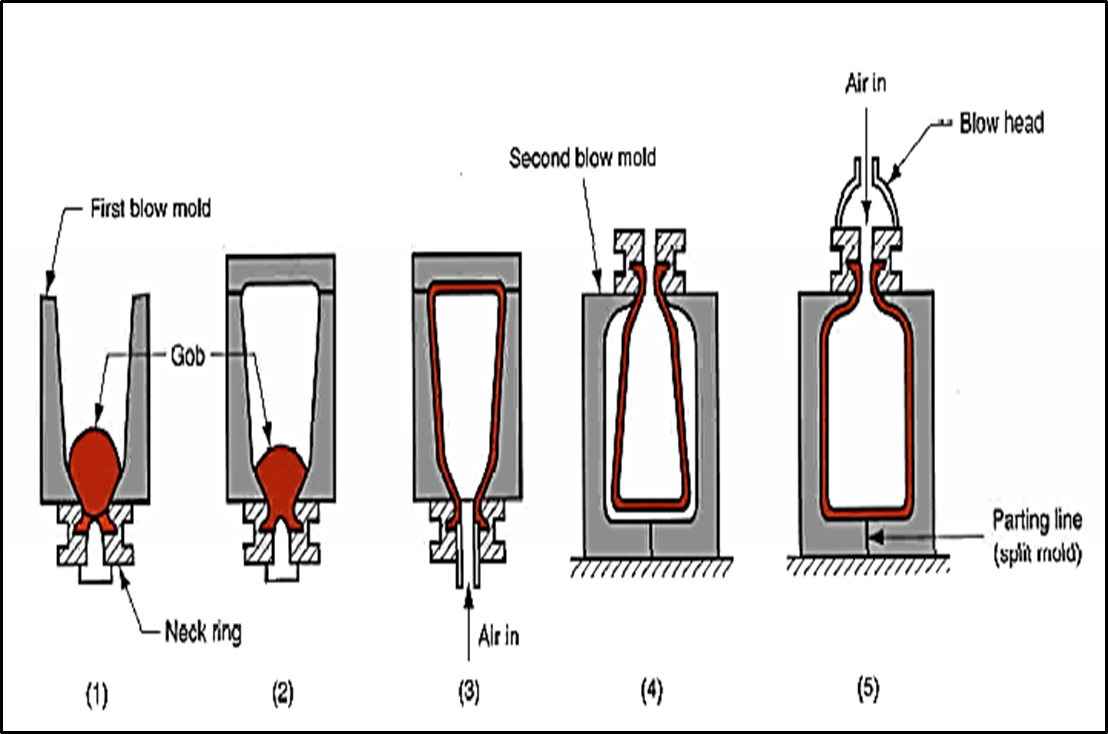 Air in
Blow head
Second blow mold
First blow mold
Gob
Parting line
(split mold)
Neck ring
Air in
(1)
(2)
(3)
(4)
(5)